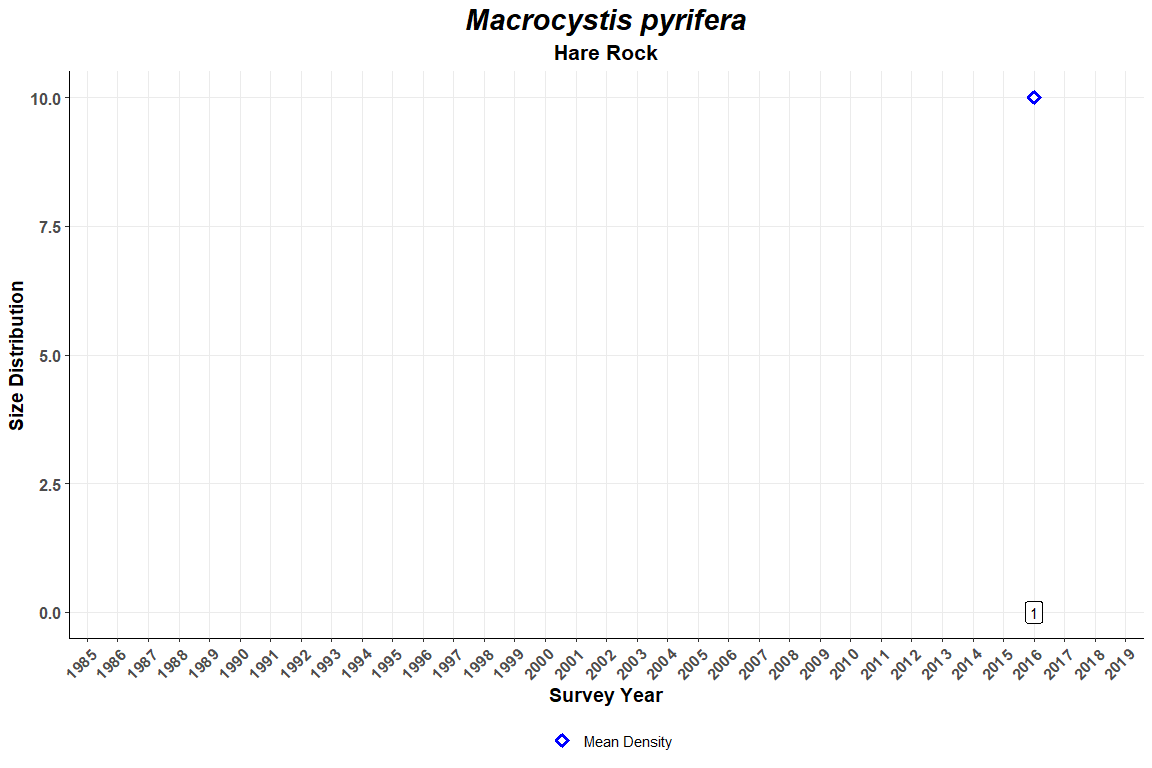 Macrocystis pyrifera
Hare Rock
Size Distribution
10.0
7.5
5.0
2.5
0.0
1
1985 1986 1987 1988 1989 1990 1991 1992 1993 1994 1995 1996 1997 1998 1999 2000 2001 2002 2003 2004 2005 2006 2007 2008 2009 2010 2011 2012 2013 2014 2015 2016 2017 2018 2019
Survey Year
Mean Density